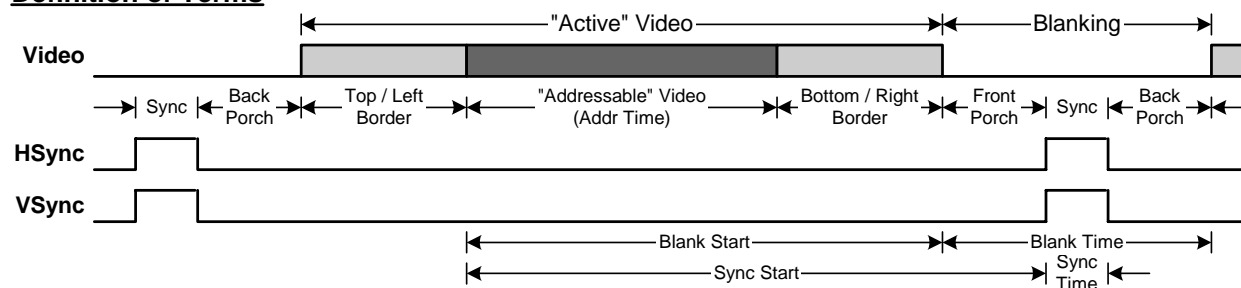 Definition of Terms
"Active" Video
Blanking
Video
Sync
Back
Porch
Top / Left
Border
"Addressable" Video
(Addr Time)
Bottom / Right
Border
Front
Porch
Sync
Back
Porch
HSync
VSync
Blank Start
Blank Time
Sync Start
Sync
Time